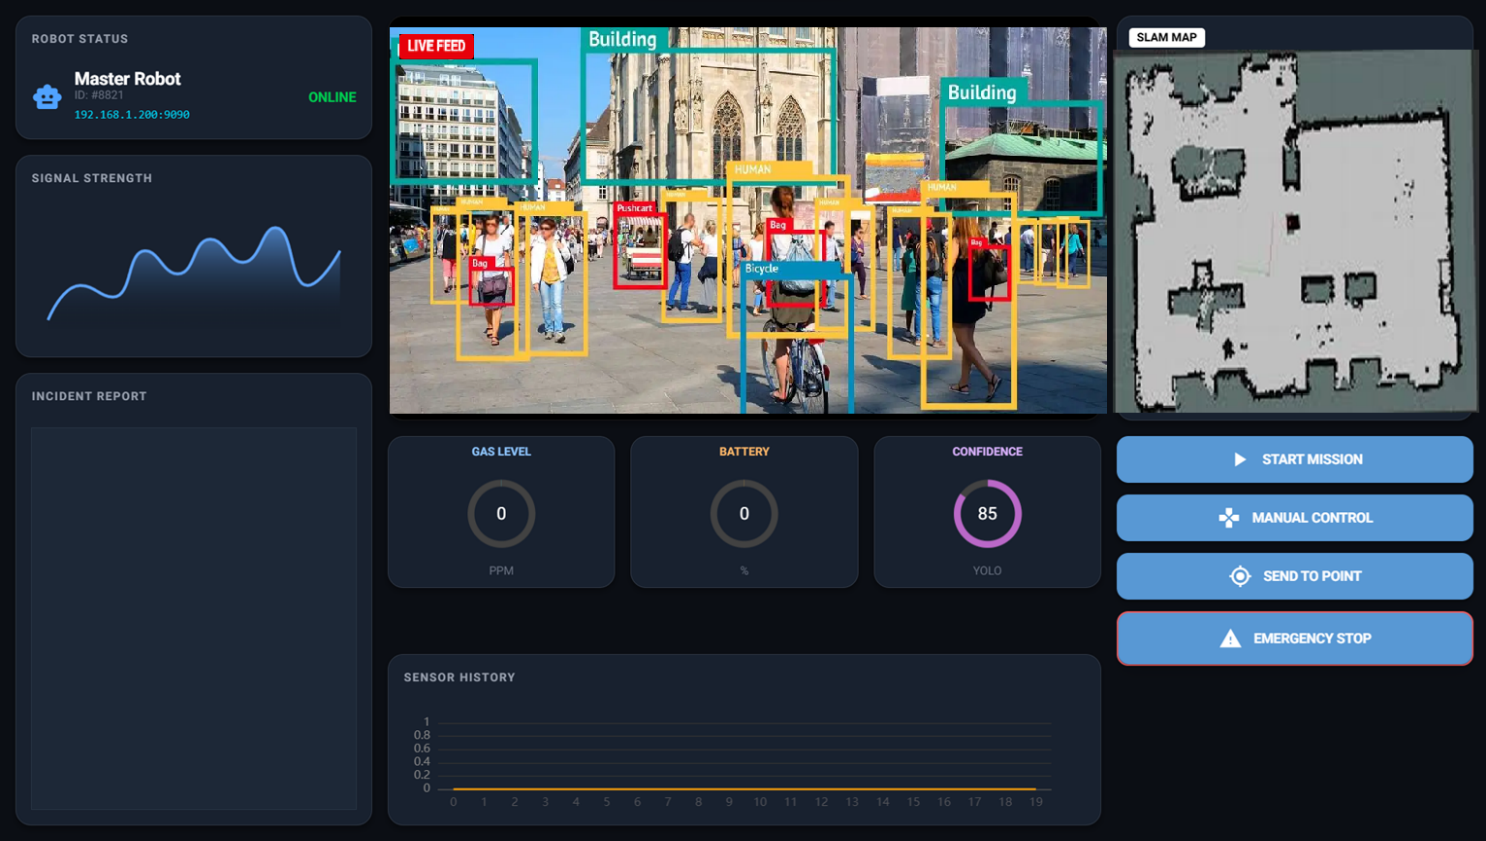 ROBOT STATUS
Master Robot
ID: #8821
192.168.1.200:9090
ONLINE
SIGNAL STRENGTH
INCIDENT REPORT
LIVE FEED
Building
Building
HUMAN
HUMAN
HUMAN
HUMAN
HUMAN
Pushcart
Bag
Bag
Bag
Bicycle
SLAM MAP
GAS LEVEL
0
PPM
BATTERY
0
%
CONFIDENCE
85
YOLO
START MISSION
MANUAL CONTROL
SEND TO POINT
EMERGENCY STOP
SENSOR HISTORY
1
0.8
0.6
0.4
0.2
0
0 1 2 3 4 5 6 7 8 9 10 11 12 13 14 15 16 17 18 19